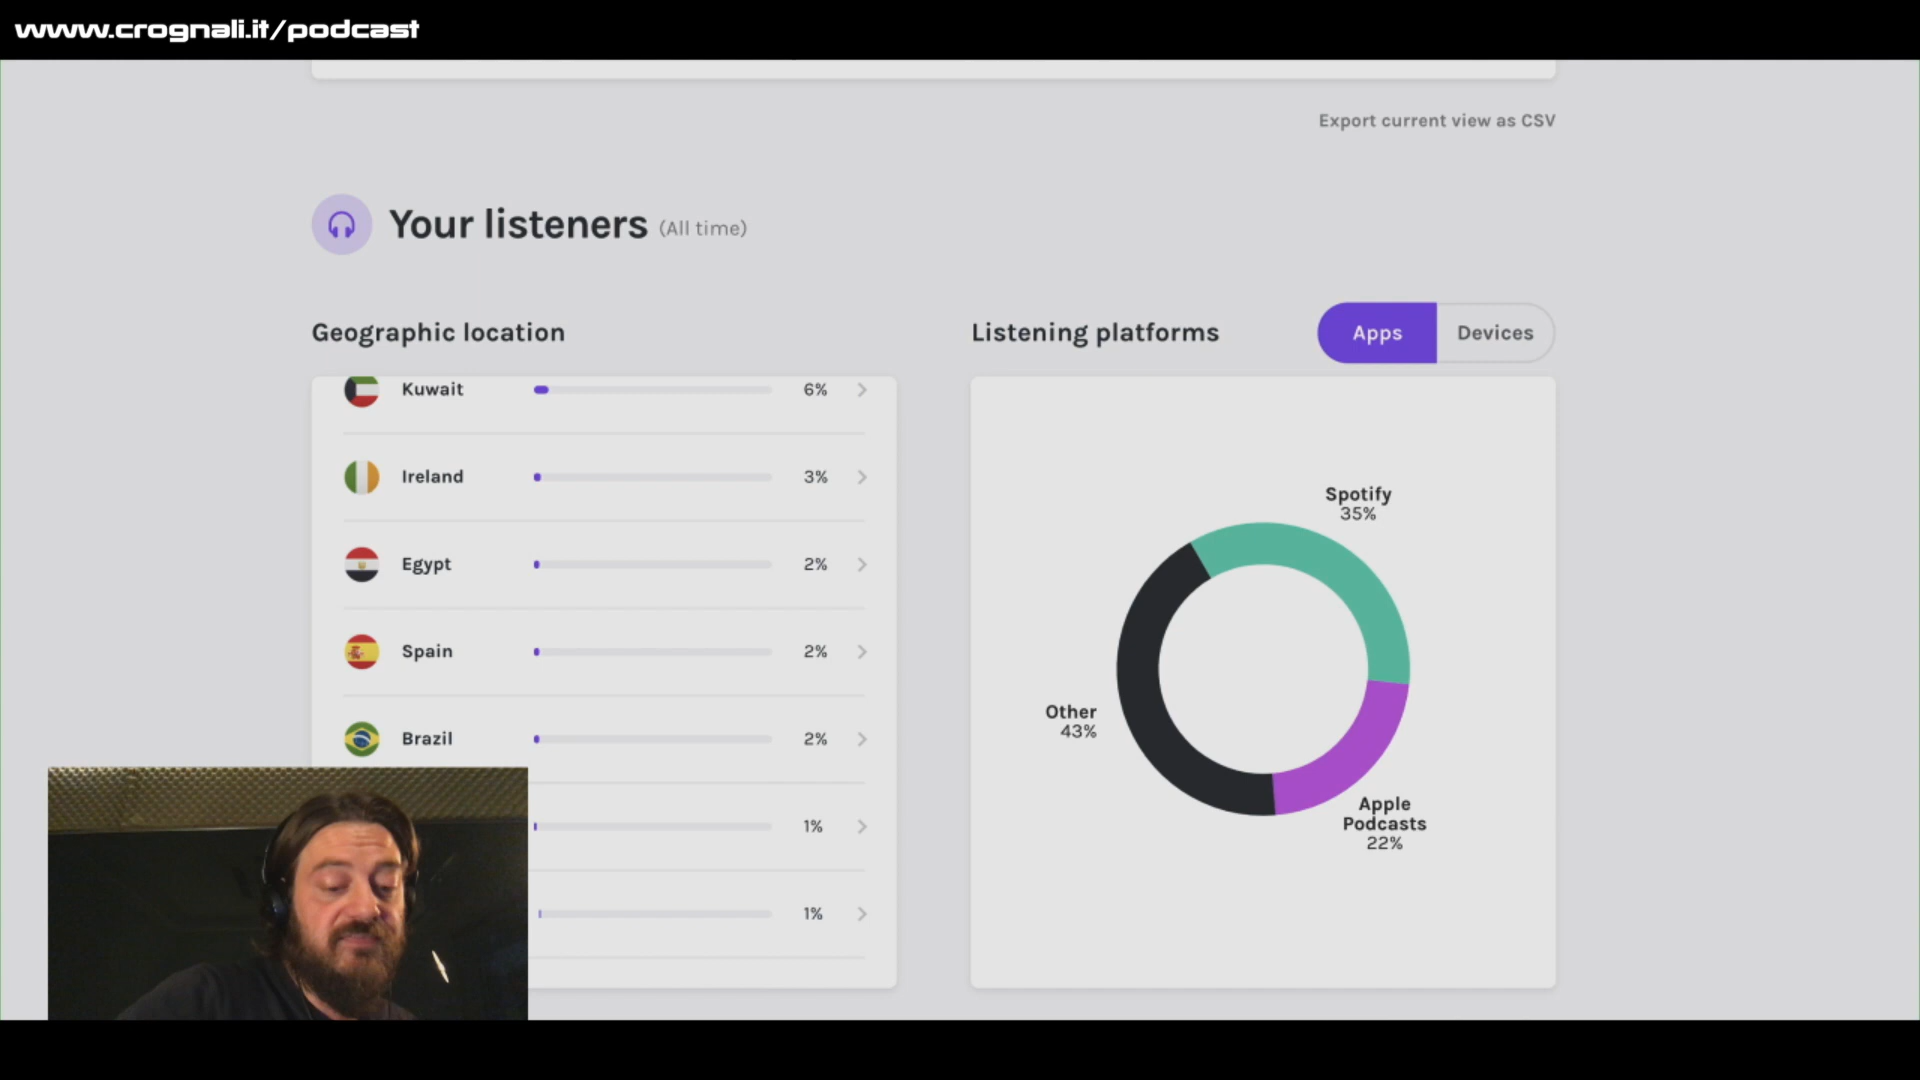 www.crognali.it/podcast
Export current view as CSV
Your listeners (All time)
Geographic location
Listening platforms
Apps
Devices
Kuwait 6%
Ireland 3%
Egypt 2%
Spain 2%
Brazil 2%
1%
1%
Spotify
35%
Other
43%
Apple
Podcasts
22%